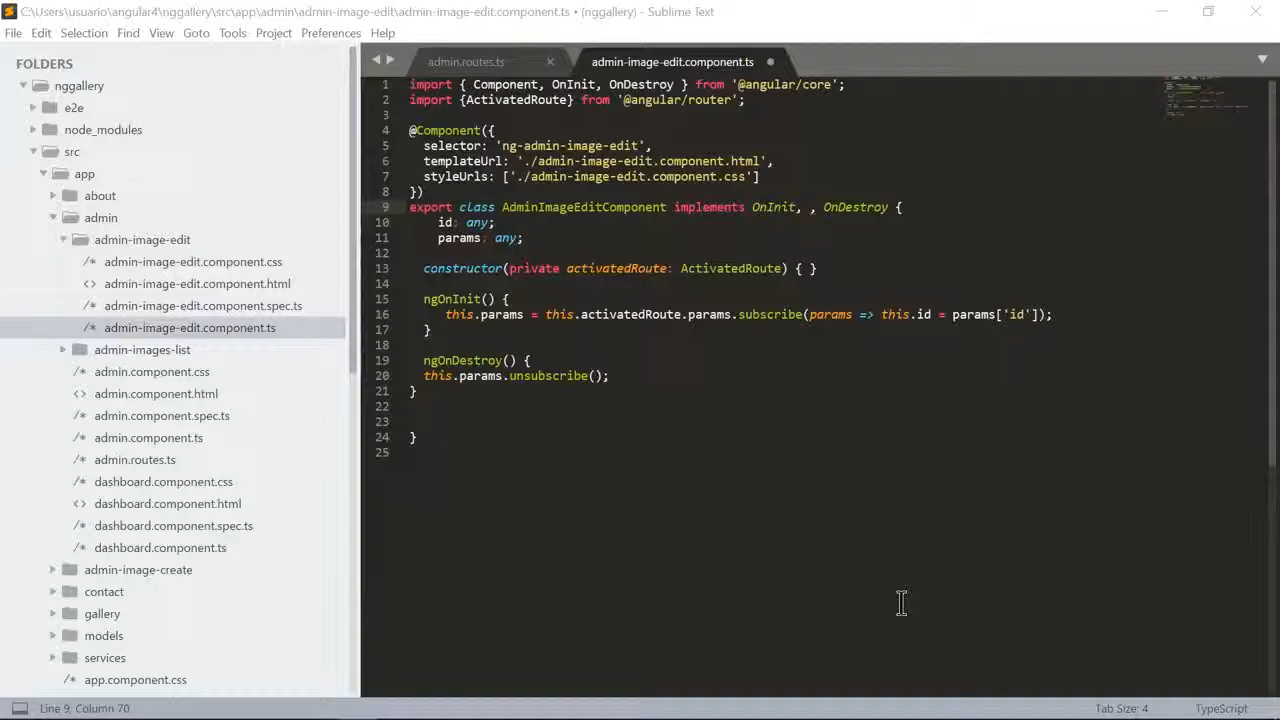 C:\Users\usuario\angular4\nggallery\src\app\admin\admin-image-edit\admin-image-edit.component.ts • (nggallery) - Sublime Text
File Edit Selection Find View Goto Tools Project Preferences Help
FOLDERS
nggallery
e2e
node_modules
src
app
about
admin
admin-image-edit
/* admin-image-edit.component.css
<> admin-image-edit.component.html
/* admin-image-edit.component.spec.ts
/* admin-image-edit.component.ts
admin-images-list
/* admin.component.css
<> admin.component.html
/* admin.component.spec.ts
/* admin.component.ts
/* admin.routes.ts
/* dashboard.component.css
<> dashboard.component.html
/* dashboard.component.spec.ts
/* dashboard.component.ts
admin-image-create
contact
gallery
models
services
/* app.component.css
admin.routes.ts × admin-image-edit.component.ts •
1 import { Component, OnInit, OnDestroy } from '@angular/core';
2 import {ActivatedRoute} from '@angular/router';
3
4 @Component({
5 selector: 'ng-admin-image-edit',
6 templateUrl: './admin-image-edit.component.html',
7 styleUrls: ['./admin-image-edit.component.css']
8 })
9 export class AdminImageEditComponent implements OnInit, , OnDestroy {
10 id: any;
11 params: any;
12
13 constructor(private activatedRoute: ActivatedRoute) { }
14
15 ngOnInit() {
16 this.params = this.activatedRoute.params.subscribe(params => this.id = params['id']);
17 }
18
19 ngOnDestroy() {
20 this.params.unsubscribe();
21 }
22
23
24 }
25
Line 9, Column 70 Tab Size: 4 TypeScript